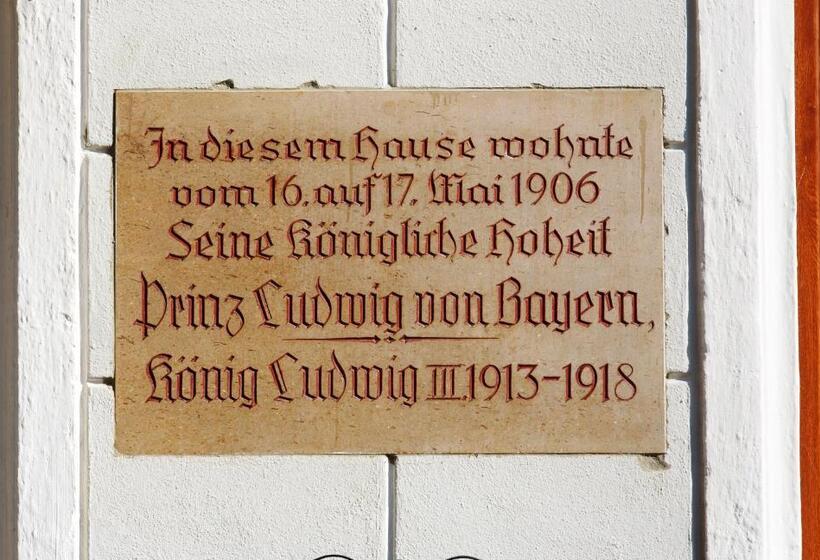 In diesem Hause wohnte
vom 16. auf 17. Mai 1906
Seine Königliche Hoheit
Prinz Ludwig von Bayern,
König Ludwig III. 1913-1918